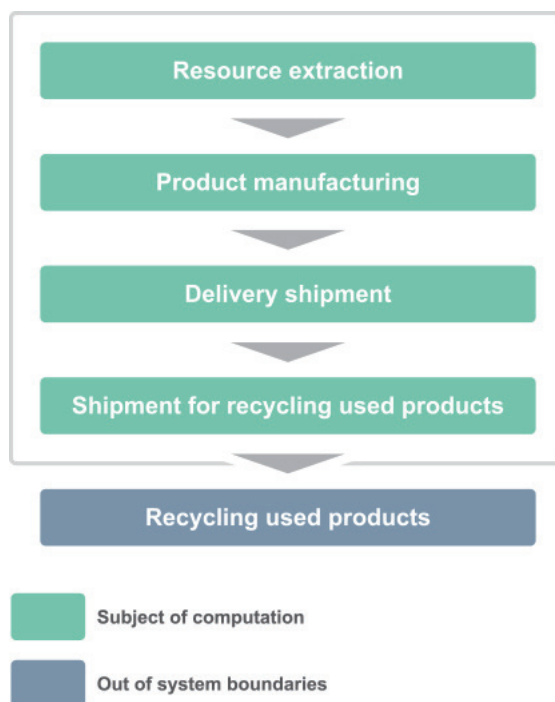 Resource extraction
Product manufacturing
Delivery shipment
Shipment for recycling used products
Recycling used products
Subject of computation
Out of system boundaries